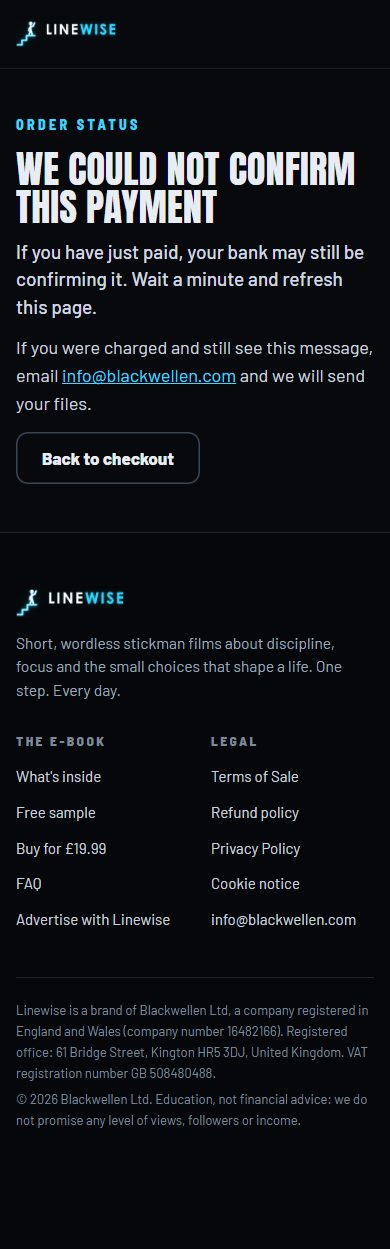 LINEWISE
ORDER STATUS
WE COULD NOT CONFIRM
THIS PAYMENT
If you have just paid, your bank may still be
confirming it. Wait a minute and refresh
this page.
If you were charged and still see this message,
email info@blackwellen.com and we will send
your files.
Back to checkout
LINEWISE
Short, wordless stickman films about discipline,
focus and the small choices that shape a life. One
step. Every day.
THE E-BOOK
What's inside
Free sample
Buy for £19.99
FAQ
Advertise with Linewise
LEGAL
Terms of Sale
Refund policy
Privacy Policy
Cookie notice
info@blackwellen.com
Linewise is a brand of Blackwellen Ltd, a company registered in
England and Wales (company number 16482166). Registered
office: 61 Bridge Street, Kington HR5 3DJ, United Kingdom. VAT
registration number GB 508480488.
© 2026 Blackwellen Ltd. Education, not financial advice: we do
not promise any level of views, followers or income.